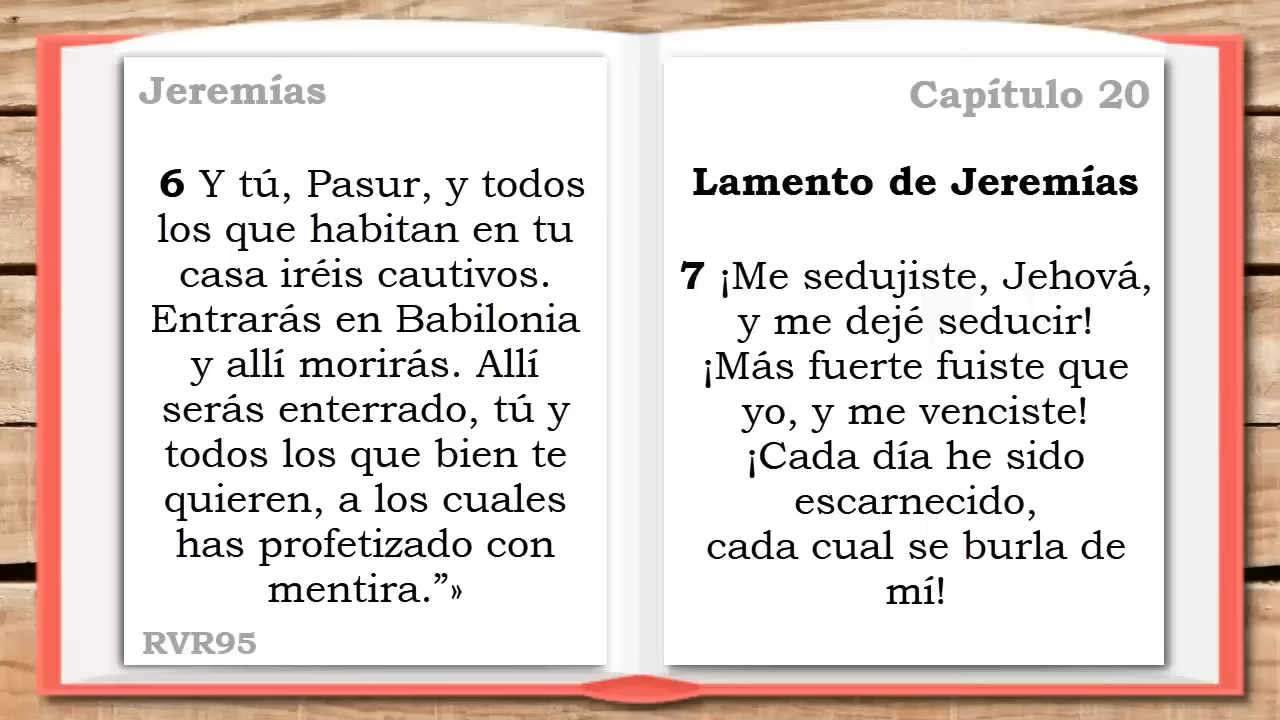 Jeremías
6 Y tú, Pasur, y todos
los que habitan en tu
casa iréis cautivos.
Entrarás en Babilonia
y allí morirás. Allí
serás enterrado, tú y
todos los que bien te
quieren, a los cuales
has profetizado con
mentira.”»
RVR95
Capítulo 20
Lamento de Jeremías
7 ¡Me sedujiste, Jehová,
y me dejé seducir!
¡Más fuerte fuiste que
yo, y me venciste!
¡Cada día he sido
escarnecido,
cada cual se burla de
mí!